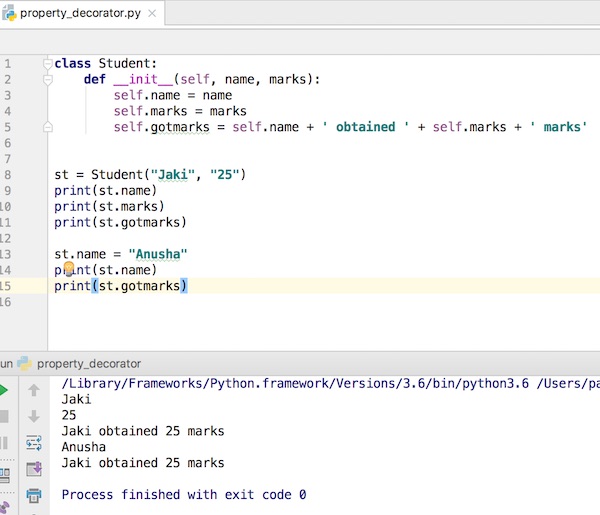 property_decorator.py
1 class Student:
2     def __init__(self, name, marks):
3         self.name = name
4         self.marks = marks
5         self.gotmarks = self.name + ' obtained ' + self.marks + ' marks'
6
7
8 st = Student("Jaki", "25")
9 print(st.name)
10 print(st.marks)
11 print(st.gotmarks)
12
13 st.name = "Anusha"
14 print(st.name)
15 print(st.gotmarks)
16
un property_decorator
/Library/Frameworks/Python.framework/Versions/3.6/bin/python3.6 /Users/pa
Jaki
25
Jaki obtained 25 marks
Anusha
Jaki obtained 25 marks
Process finished with exit code 0